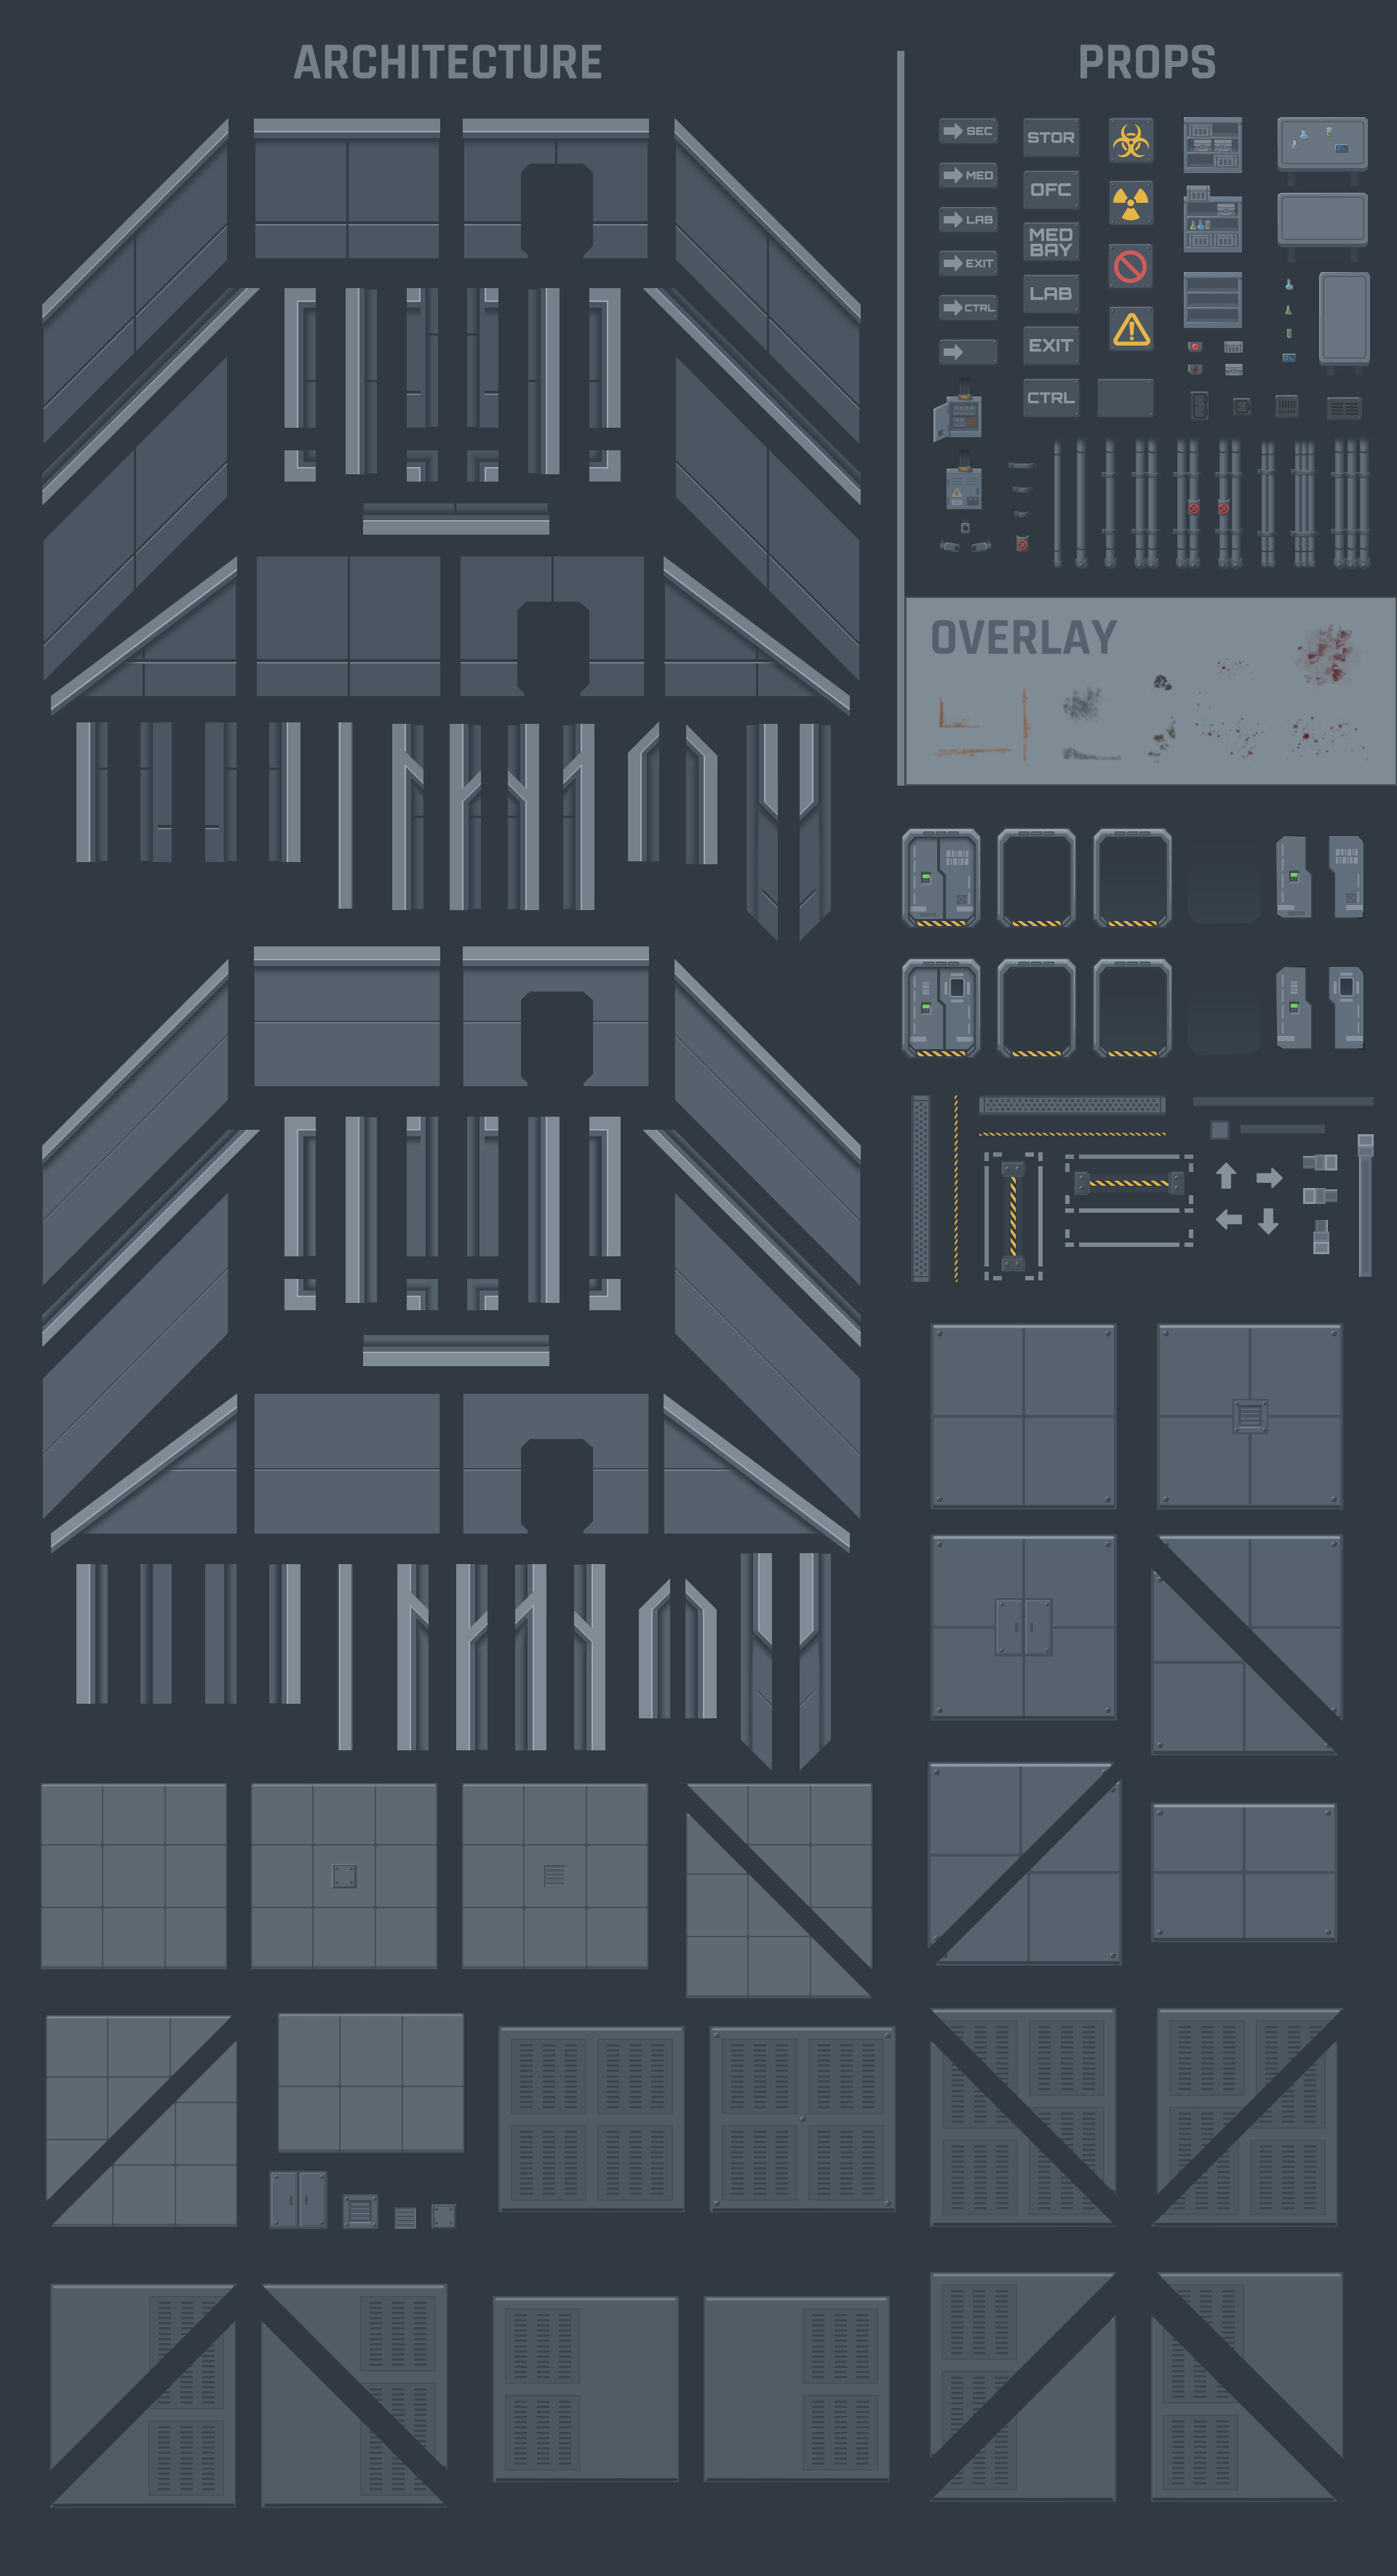 ARCHITECTURE
PROPS
SEC
MED
LAB
EXIT
CTRL
STOR
OFC
MED
BAY
LAB
EXIT
CTRL
OVERLAY